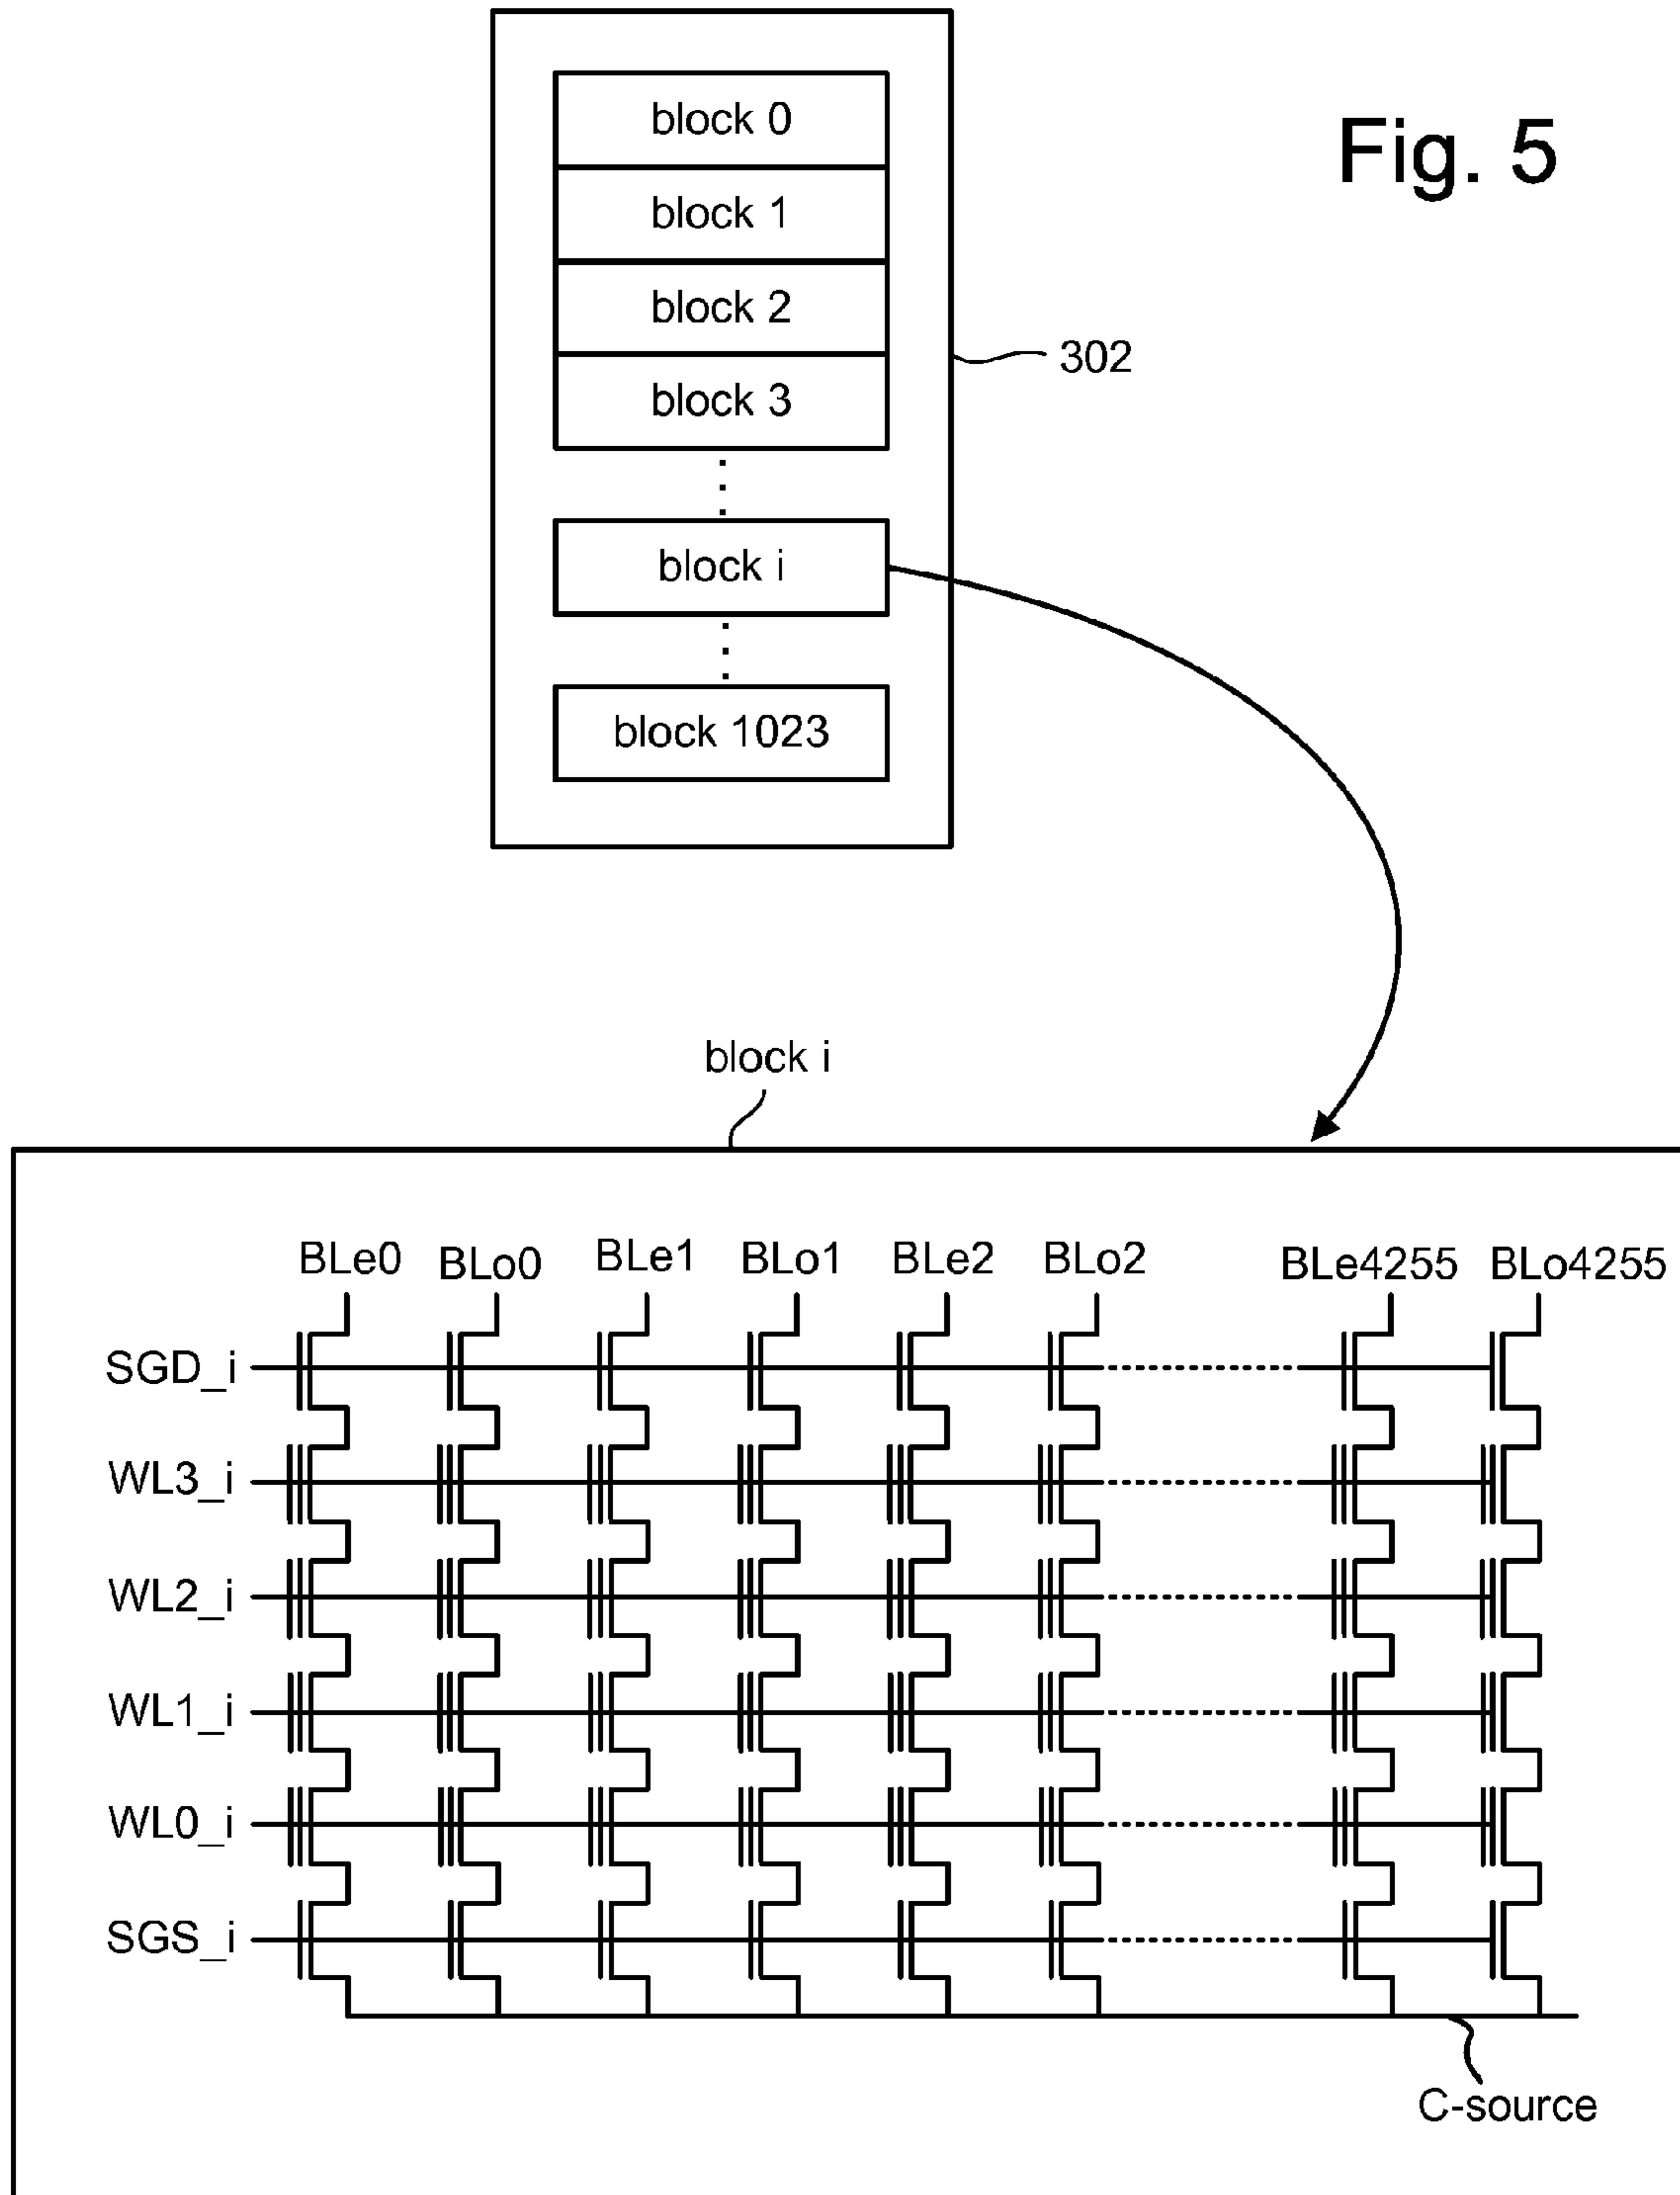 Fig. 5
block 0
block 1
block 2
block 3
302
block i
block 1023
block i
BLe0 BLo0 BLe1 BLo1 BLe2 BLo2 BLe4255 BLo4255
SGD_i
WL3_i
WL2_i
WL1_i
WL0_i
SGS_i
C-source